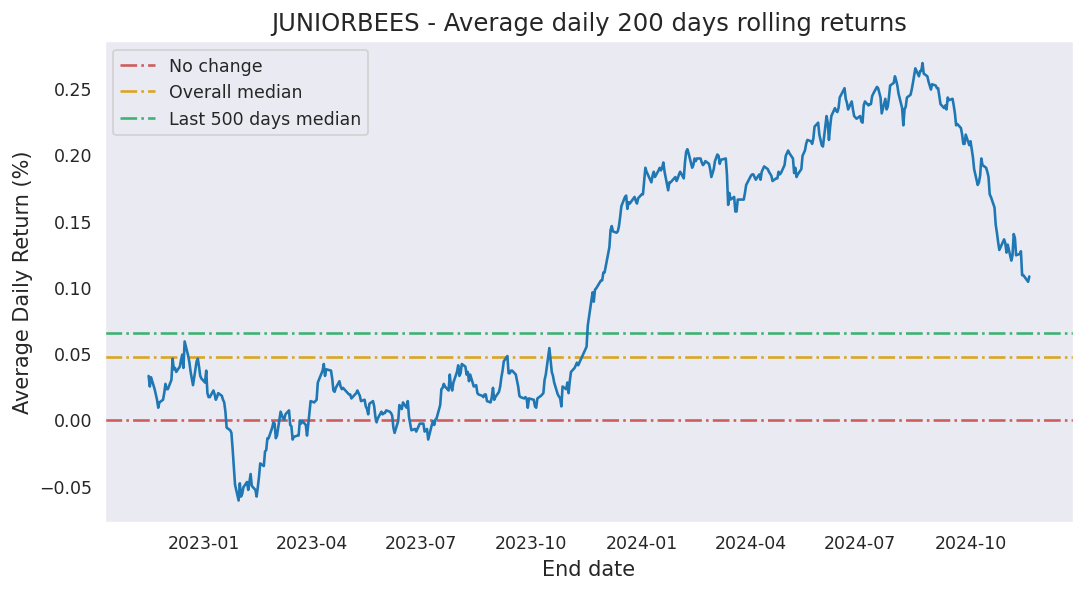 JUNIORBEES - Average daily 200 days rolling returns
No change
Overall median
Last 500 days median
Average Daily Return (%)
0.25
0.20
0.15
0.10
0.05
0.00
−0.05
2023-01 2023-04 2023-07 2023-10 2024-01 2024-04 2024-07 2024-10
End date